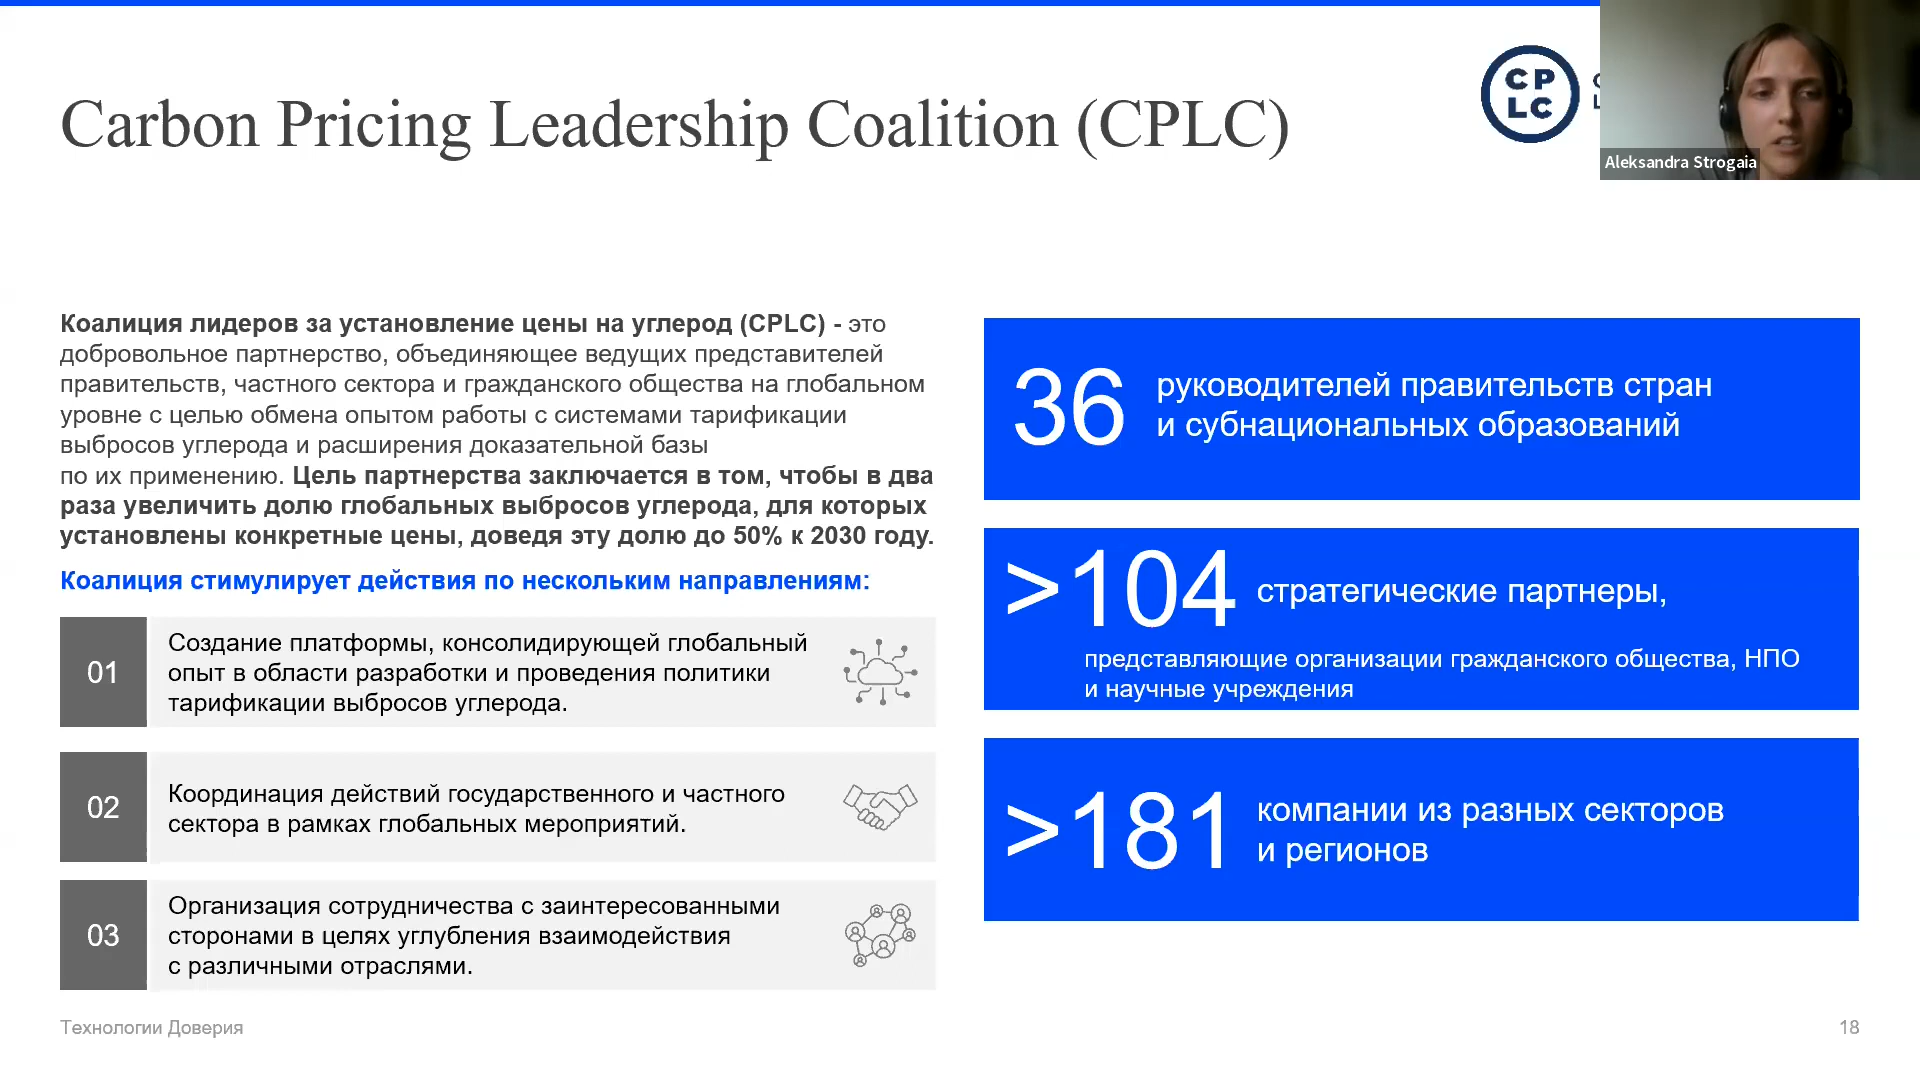 Carbon Pricing Leadership Coalition (CPLC)
CP
LC
Aleksandra Strogaia
Коалиция лидеров за установление цены на углерод (CPLC) - это
добровольное партнерство, объединяющее ведущих представителей
правительств, частного сектора и гражданского общества на глобальном
уровне с целью обмена опытом работы с системами тарификации
выбросов углерода и расширения доказательной базы
по их применению. Цель партнерства заключается в том, чтобы в два
раза увеличить долю глобальных выбросов углерода, для которых
установлены конкретные цены, доведя эту долю до 50% к 2030 году.
Коалиция стимулирует действия по нескольким направлениям:
01
Создание платформы, консолидирующей глобальный
опыт в области разработки и проведения политики
тарификации выбросов углерода.
02
Координация действий государственного и частного
сектора в рамках глобальных мероприятий.
03
Организация сотрудничества с заинтересованными
сторонами в целях углубления взаимодействия
с различными отраслями.
36
руководителей правительств стран
и субнациональных образований
>104 стратегические партнеры,
представляющие организации гражданского общества, НПО
и научные учреждения
>181
компании из разных секторов
и регионов
Технологии Доверия
18